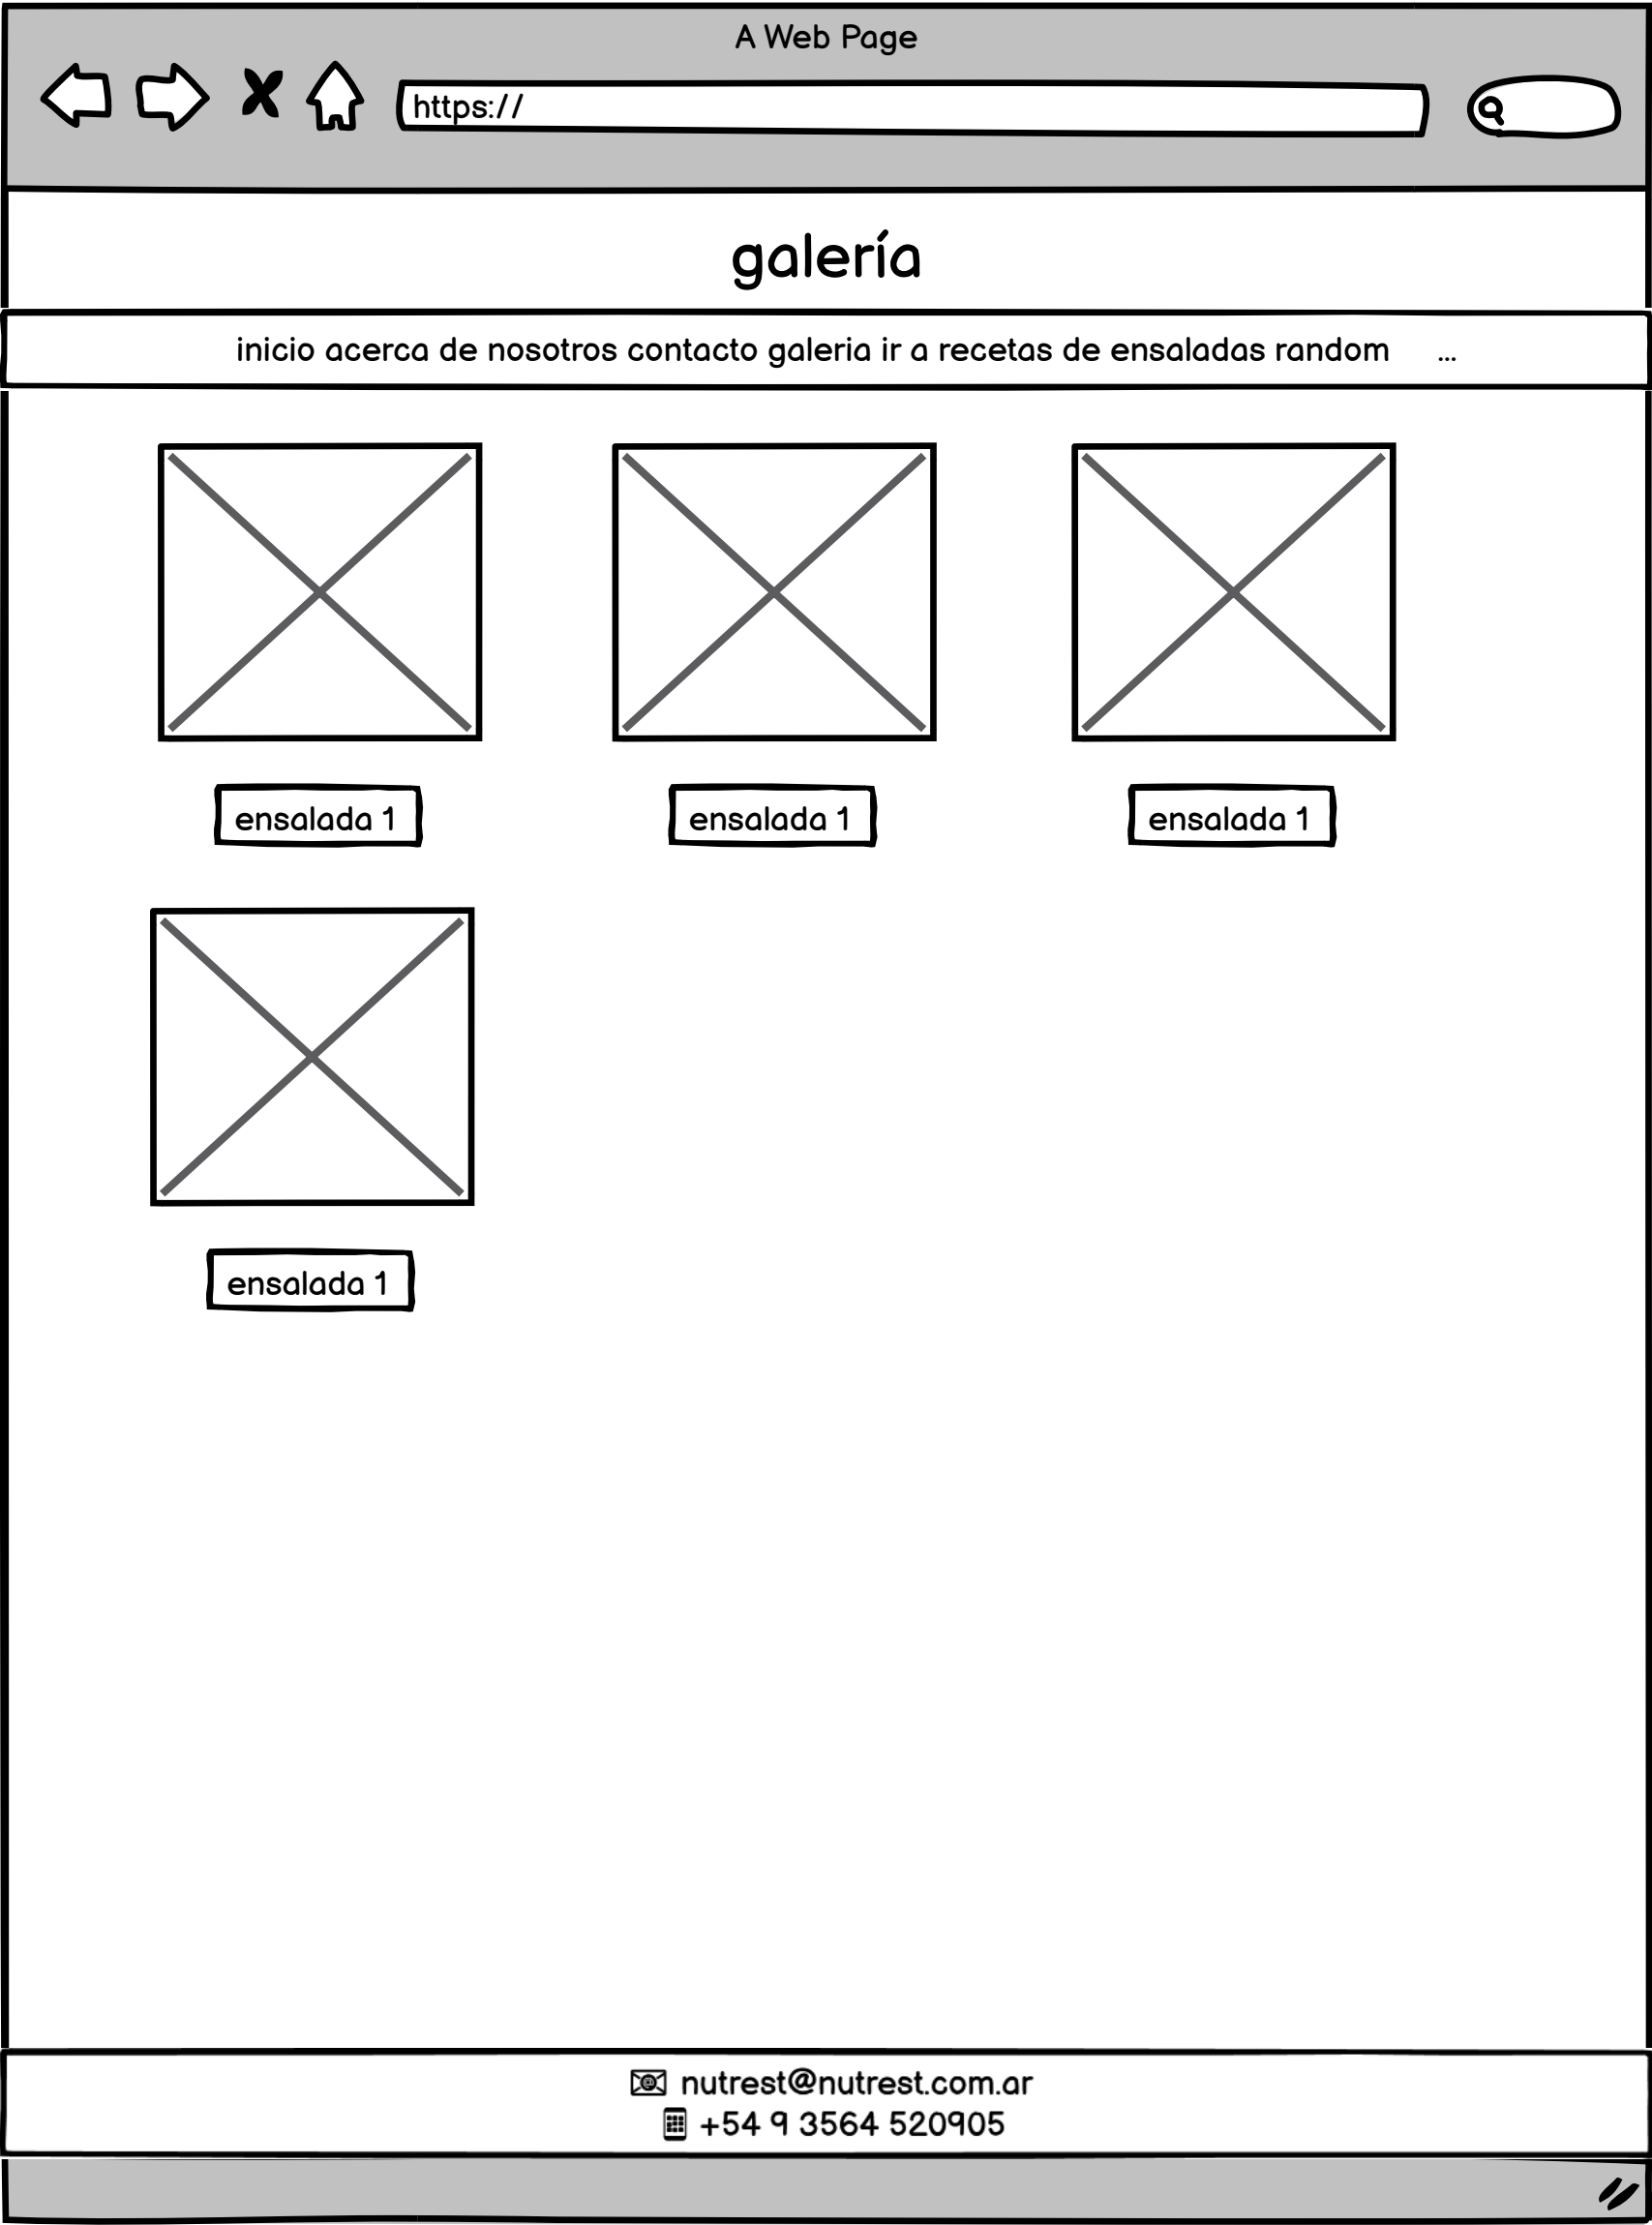 A Web Page
https://
galería
inicio acerca de nosotros contacto galeria ir a recetas de ensaladas random ...
ensalada 1 ensalada 1 ensalada 1
ensalada 1
nutrest@nutrest.com.ar
+54 9 3564 520905